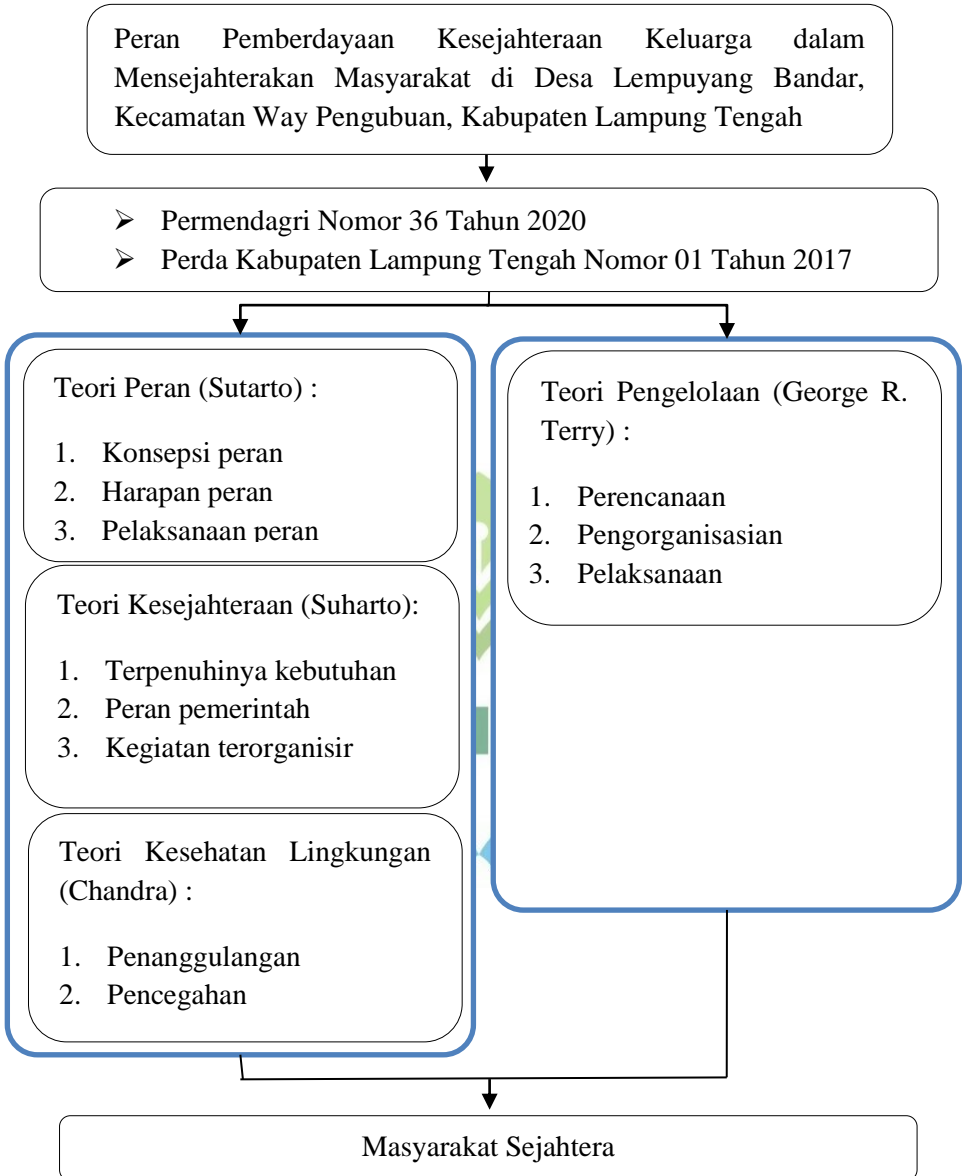 Peran Pemberdayaan Kesejahteraan Keluarga dalam
Mensejahterakan Masyarakat di Desa Lempuyang Bandar,
Kecamatan Way Pengubuan, Kabupaten Lampung Tengah
➢ Permendagri Nomor 36 Tahun 2020
➢ Perda Kabupaten Lampung Tengah Nomor 01 Tahun 2017
Teori Peran (Sutarto) :
1. Konsepsi peran
2. Harapan peran
3. Pelaksanaan peran
Teori Kesejahteraan (Suharto):
1. Terpenuhinya kebutuhan
2. Peran pemerintah
3. Kegiatan terorganisir
Teori Kesehatan Lingkungan
(Chandra) :
1. Penanggulangan
2. Pencegahan
Teori Pengelolaan (George R.
Terry) :
1. Perencanaan
2. Pengorganisasian
3. Pelaksanaan
Masyarakat Sejahtera